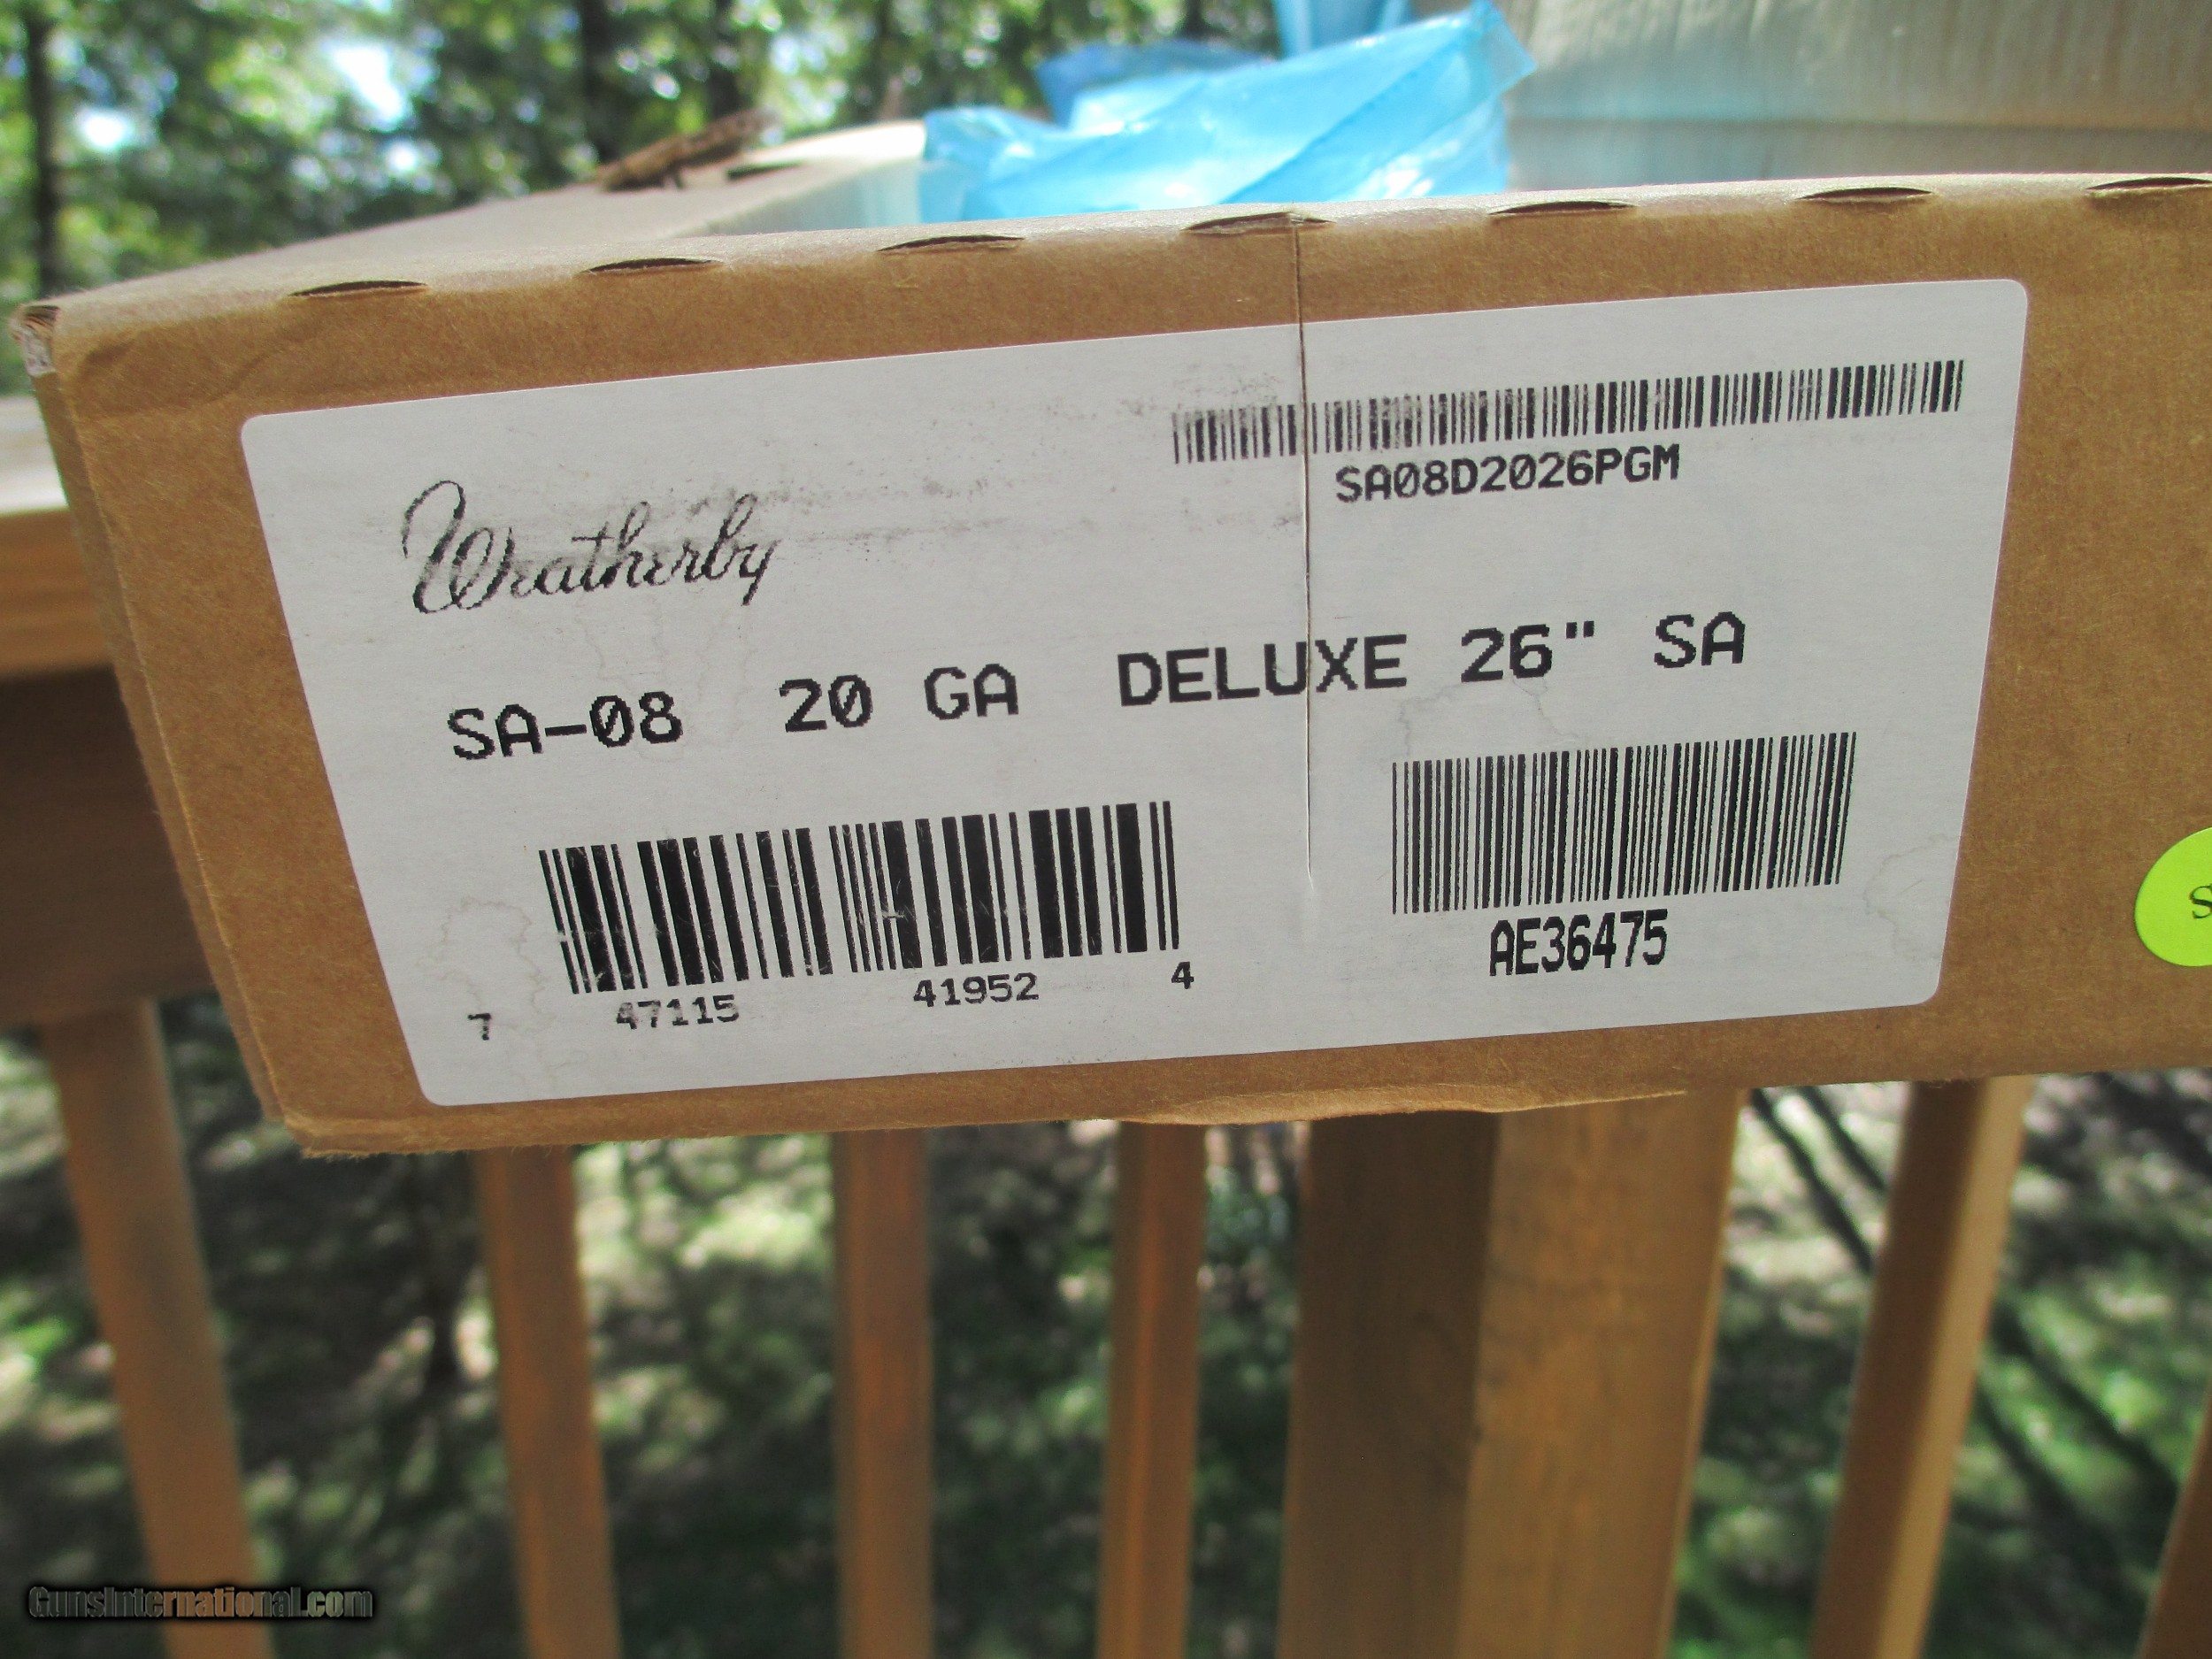 SA08D2026PGM
Weatherby
SA-08 20 GA DELUXE 26" SA
7 47115 41952 4
AE36475
S
GunsInternational.com